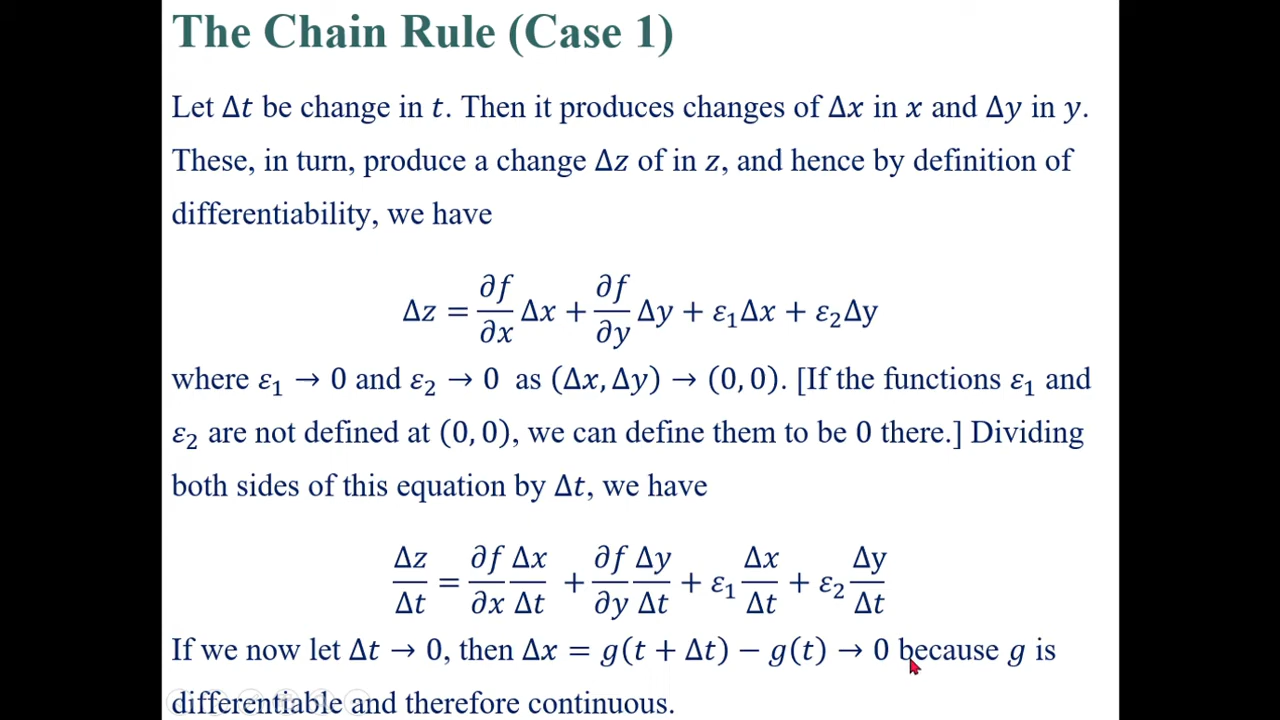 The Chain Rule (Case 1)
Let Δt be change in t. Then it produces changes of Δx in x and Δy in y.
These, in turn, produce a change Δz of in z, and hence by definition of
differentiability, we have
Δz = ∂f/∂x Δx + ∂f/∂y Δy + ε₁Δx + ε₂Δy
where ε₁ → 0 and ε₂ → 0 as (Δx, Δy) → (0, 0). [If the functions ε₁ and
ε₂ are not defined at (0, 0), we can define them to be 0 there.] Dividing
both sides of this equation by Δt, we have
Δz/Δt = ∂f/∂x Δx/Δt + ∂f/∂y Δy/Δt + ε₁ Δx/Δt + ε₂ Δy/Δt
If we now let Δt → 0, then Δx = g(t + Δt) − g(t) → 0 because g is
differentiable and therefore continuous.